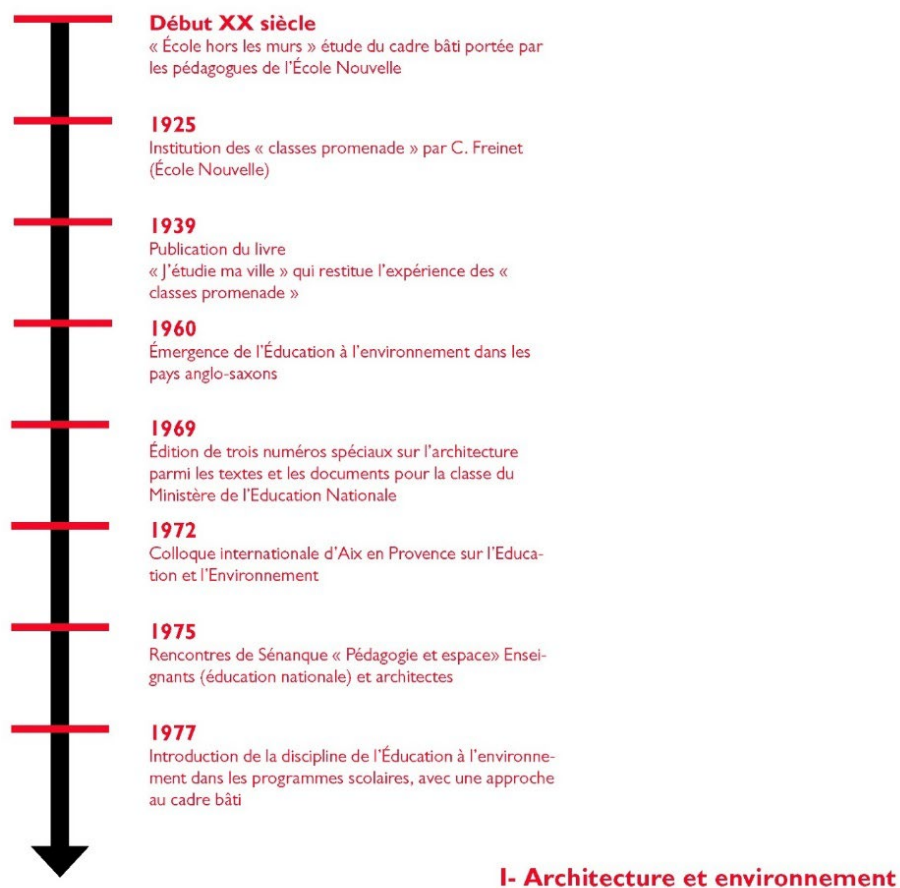 Début XX siècle
« École hors les murs » étude du cadre bâti portée par
les pédagogues de l'École Nouvelle
1925
Institution des « classes promenade » par C. Freinet
(École Nouvelle)
1939
Publication du livre
« J'étudie ma ville » qui restitue l'expérience des «
classes promenade »
1960
Émergence de l'Éducation à l'environnement dans les
pays anglo-saxons
1969
Édition de trois numéros spéciaux sur l'architecture
parmi les textes et les documents pour la classe du
Ministère de l'Education Nationale
1972
Colloque internationale d'Aix en Provence sur l'Educa-
tion et l'Environnement
1975
Rencontres de Sénanque « Pédagogie et espace» Ensei-
gnants (éducation nationale) et architectes
1977
Introduction de la discipline de l'Éducation à l'environne-
ment dans les programmes scolaires, avec une approche
au cadre bâti
I- Architecture et environnement